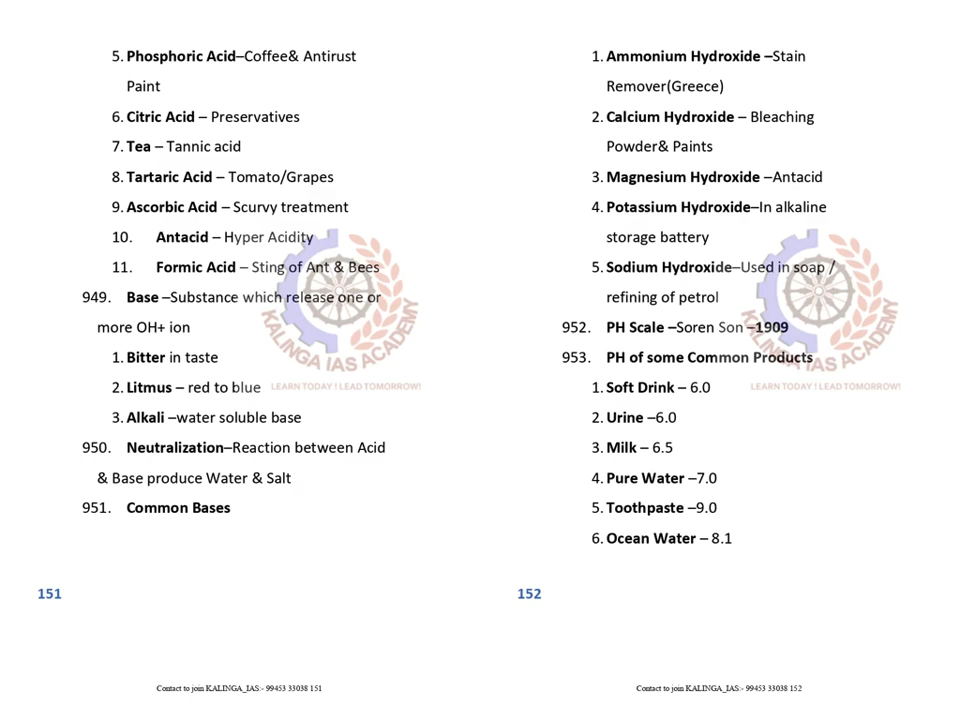 5. Phosphoric Acid–Coffee& Antirust
Paint
6. Citric Acid – Preservatives
7. Tea – Tannic acid
8. Tartaric Acid – Tomato/Grapes
9. Ascorbic Acid – Scurvy treatment
10. Antacid – Hyper Acidity
11. Formic Acid – Sting of Ant & Bees
949. Base –Substance which release one or
more OH+ ion
1. Bitter in taste
2. Litmus – red to blue
3. Alkali –water soluble base
950. Neutralization–Reaction between Acid
& Base produce Water & Salt
951. Common Bases
KALINGA IAS ACADEMY
LEARN TODAY ! LEAD TOMORROW!
151
Contact to join KALINGA_IAS:- 99453 33038 151
1. Ammonium Hydroxide –Stain
Remover(Greece)
2. Calcium Hydroxide – Bleaching
Powder& Paints
3. Magnesium Hydroxide –Antacid
4. Potassium Hydroxide–In alkaline
storage battery
5. Sodium Hydroxide–Used in soap /
refining of petrol
952. PH Scale –Soren Son –1909
953. PH of some Common Products
1. Soft Drink – 6.0
2. Urine –6.0
3. Milk – 6.5
4. Pure Water –7.0
5. Toothpaste –9.0
6. Ocean Water – 8.1
KALINGA IAS ACADEMY
LEARN TODAY ! LEAD TOMORROW!
152
Contact to join KALINGA_IAS:- 99453 33038 152